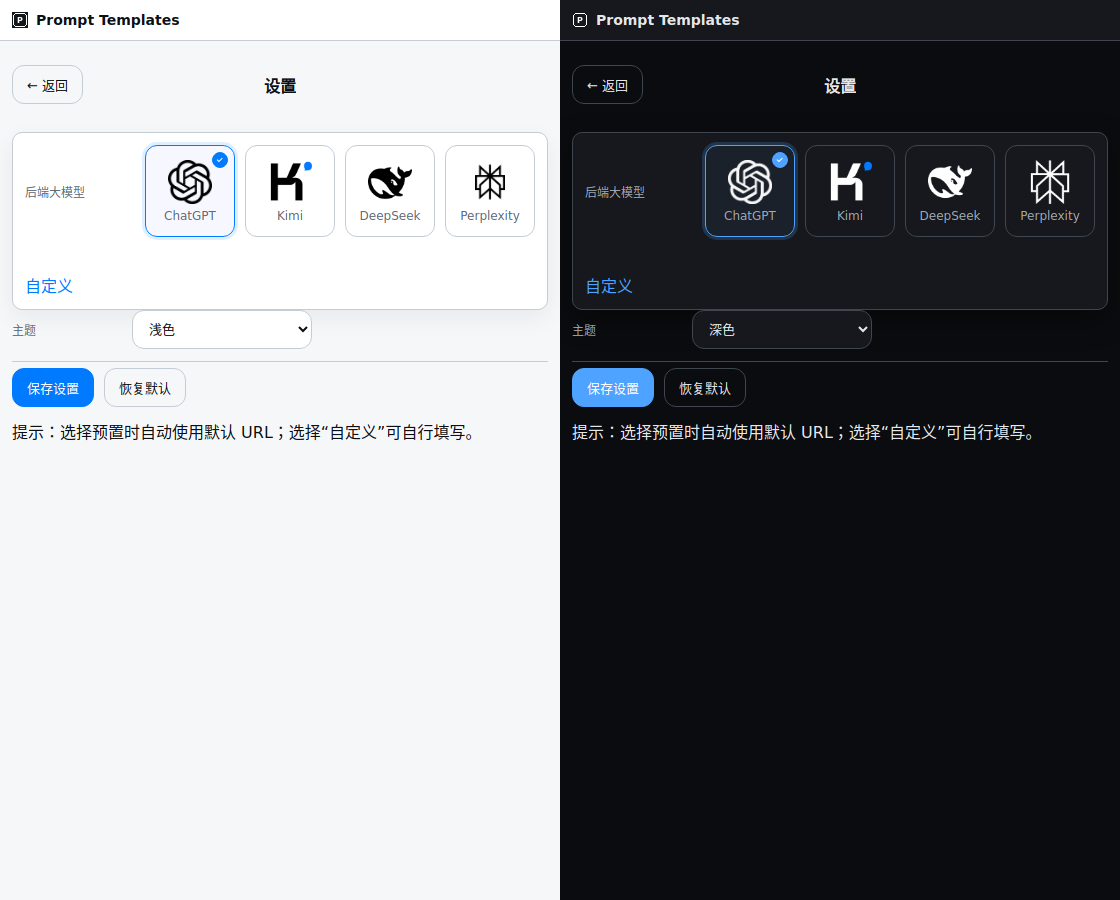 P Prompt Templates
← 返回
设置
后端大模型
ChatGPT
Kimi
DeepSeek
Perplexity
自定义
主题
浅色
保存设置
恢复默认
提示：选择预置时自动使用默认 URL；选择“自定义”可自行填写。
P Prompt Templates
← 返回
设置
后端大模型
ChatGPT
Kimi
DeepSeek
Perplexity
自定义
主题
深色
保存设置
恢复默认
提示：选择预置时自动使用默认 URL；选择“自定义”可自行填写。